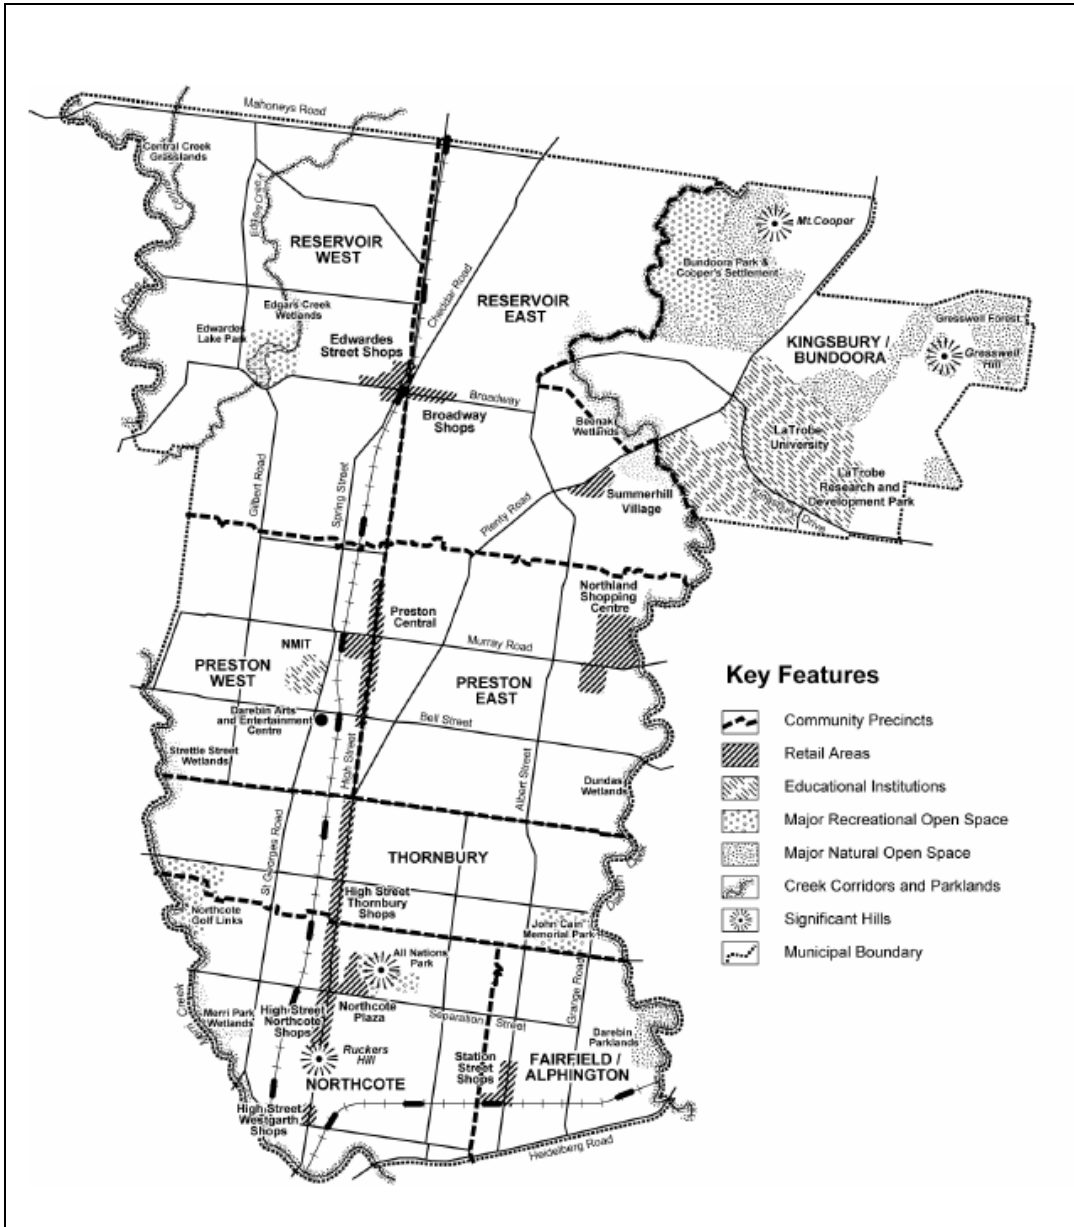 Mahoneys Road
Central Creek
Grasslands
Edgars Creek
RESERVOIR
WEST
Cheddar Road
RESERVOIR
EAST
Mt.Cooper
Bundoora Park &
Cooper's Settlement
Gresswell Forest
KINGSBURY /
BUNDOORA
Gresswell
Hill
Creek
Edgars Creek
Wetlands
Edwardes
Lake Park
Edwardes
Street Shops
Broadway
Broadway
Shops
Beenak
Wetlands
LaTrobe
University
LaTrobe
Research and
Development Park
Kingsbury Drive
Summerhill
Village
Plenty Road
Gilbert Road
Spring Street
Northland
Shopping
Centre
Preston
Central
Murray Road
NMIT
PRESTON
WEST
PRESTON
EAST
Darebin Arts
and Entertainment
Centre
Bell Street
Strettle Street
Wetlands
High Street
Albert Street
Dundas
Wetlands
St Georges Road
THORNBURY
Darebin Creek
High Street
Thornbury
Shops
Northcote
Golf Links
John Cain
Memorial Park
All Nations
Park
Grange Road
Merri Creek
Merri Park
Wetlands
High Street
Northcote
Shops
Northcote
Plaza
Separation Street
Darebin
Parklands
Ruckers
Hill
Station
Street
Shops
FAIRFIELD /
ALPHINGTON
NORTHCOTE
High Street
Westgarth
Shops
Heidelberg Road
Key Features
Community Precincts
Retail Areas
Educational Institutions
Major Recreational Open Space
Major Natural Open Space
Creek Corridors and Parklands
Significant Hills
Municipal Boundary